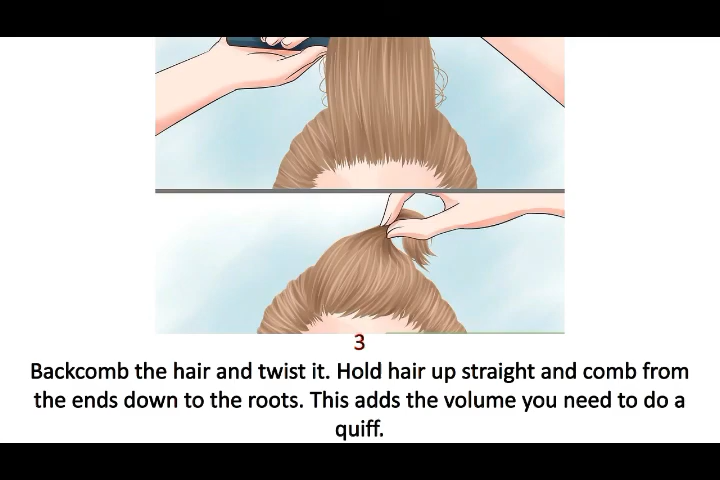 3
Backcomb the hair and twist it. Hold hair up straight and comb from
the ends down to the roots. This adds the volume you need to do a
quiff.